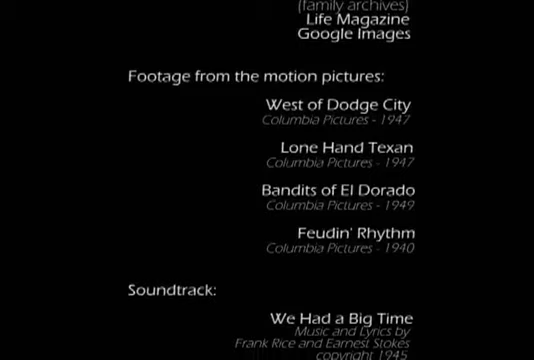 (family archives)
Life Magazine
Google Images
Footage from the motion pictures:
West of Dodge City
Columbia Pictures - 1947
Lone Hand Texan
Columbia Pictures - 1947
Bandits of El Dorado
Columbia Pictures - 1949
Feudin' Rhythm
Columbia Pictures - 1940
Soundtrack:
We Had a Big Time
Music and Lyrics by
Frank Rice and Earnest Stokes
copyright 1945